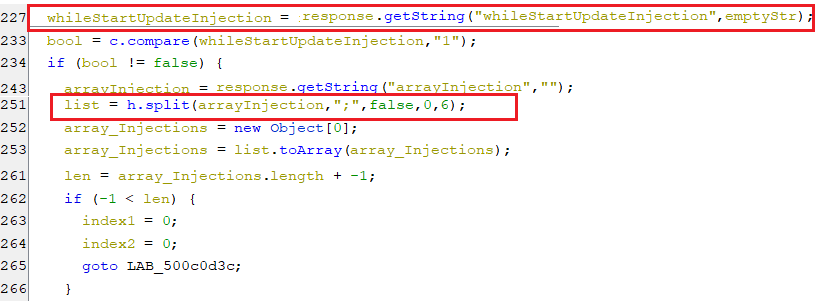 227 whileStartUpdateInjection = response.getString("whileStartUpdateInjection",emptyStr);
233 bool = c.compare(whileStartUpdateInjection,"1");
234 if (bool != false) {
243 arrayInjection = response.getString("arrayInjection","");
251 list = h.split(arrayInjection,";",false,0,6);
252 array_Injections = new Object[0];
253 array_Injections = list.toArray(array_Injections);
261 len = array_Injections.length + -1;
262 if (-1 < len) {
263 index1 = 0;
264 index2 = 0;
265 goto LAB_500c0d3c;
266 }